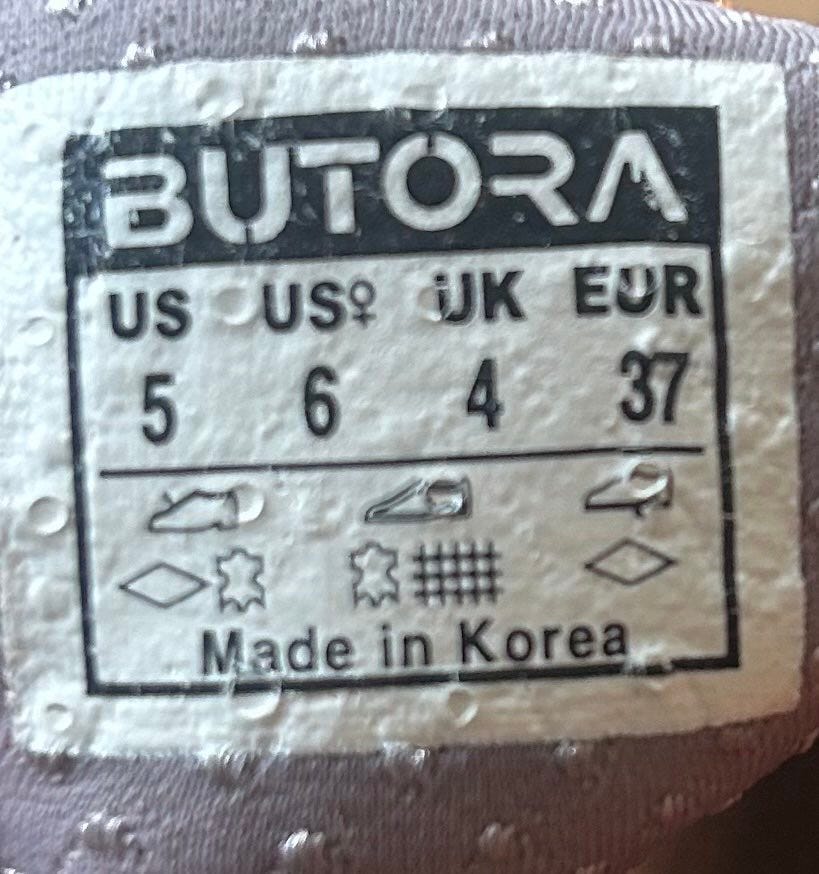 BUTORA
US US♀ UK EUR
5 6 4 37
Made in Korea